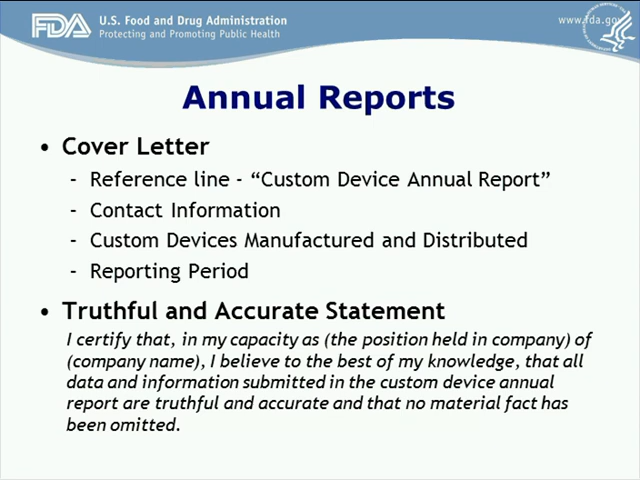 FDA U.S. Food and Drug Administration
Protecting and Promoting Public Health
www.fda.gov
Annual Reports
• Cover Letter
- Reference line - “Custom Device Annual Report”
- Contact Information
- Custom Devices Manufactured and Distributed
- Reporting Period
• Truthful and Accurate Statement
I certify that, in my capacity as (the position held in company) of
(company name), I believe to the best of my knowledge, that all
data and information submitted in the custom device annual
report are truthful and accurate and that no material fact has
been omitted.